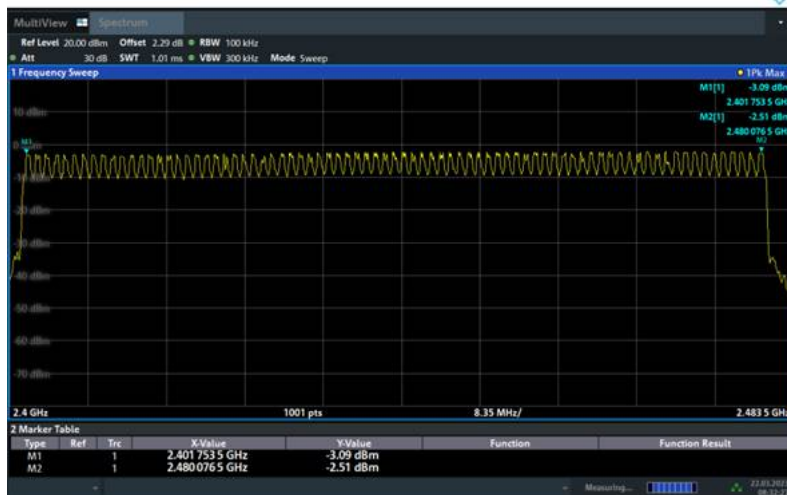 MultiView Spectrum
Ref Level 20.00 dBm Offset 2.29 dB RBW 100 kHz
Att 30 dB SWT 1.01 ms VBW 300 kHz Mode Sweep
1 Frequency Sweep 1Pk Max
M1[1] -3.09 dBm
2.401 753 5 GH
10 dBm
M2[1] -2.51 dBm
2.480 076 5 GH
M1 M2
-10 dBm
-20 dBm
-30 dBm
-40 dBm
-50 dBm
-60 dBm
-70 dBm
2.4 GHz 1001 pts 8.35 MHz/ 2.483 5 GH
2 Marker Table
Type Ref Trc X-Value Y-Value Function Function Result
M1 1 2.401 753 5 GHz -3.09 dBm
M2 1 2.480 076 5 GHz -2.51 dBm
Measuring...